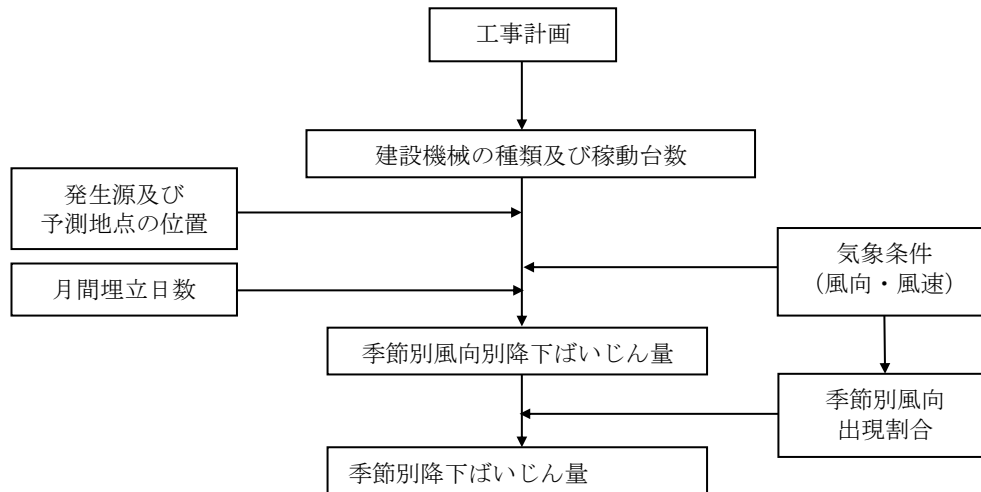 工事計画
建設機械の種類及び稼動台数
発生源及び
予測地点の位置
気象条件
(風向・風速)
月間埋立日数
季節別風向別降下ばいじん量
季節別風向
出現割合
季節別降下ばいじん量